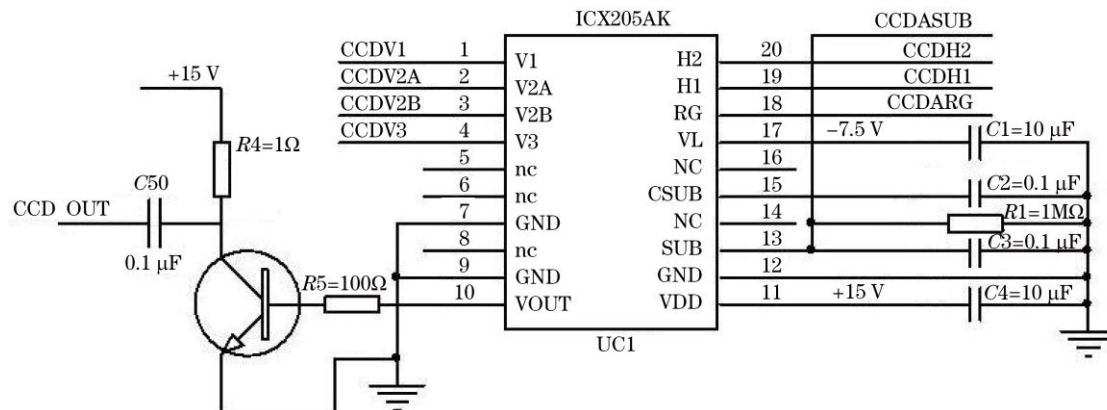 ICX205AK
CCDV1 1 V1
CCDV2A 2 V2A
CCDV2B 3 V2B
CCDV3 4 V3
5 nc
6 nc
7 GND
8 nc
9 GND
10 VOUT
CCDASUB
H2 20 CCDH2
H1 19 CCDH1
RG 18 CCDARG
VL 17 −7.5 V C1=10 μF
NC 16
CSUB 15 C2=0.1 μF
NC 14 R1=1MΩ
SUB 13 C3=0.1 μF
GND 12
VDD 11 +15 V C4=10 μF
UC1
+15 V
R4=1Ω
C50
CCD OUT
0.1 μF
R5=100Ω